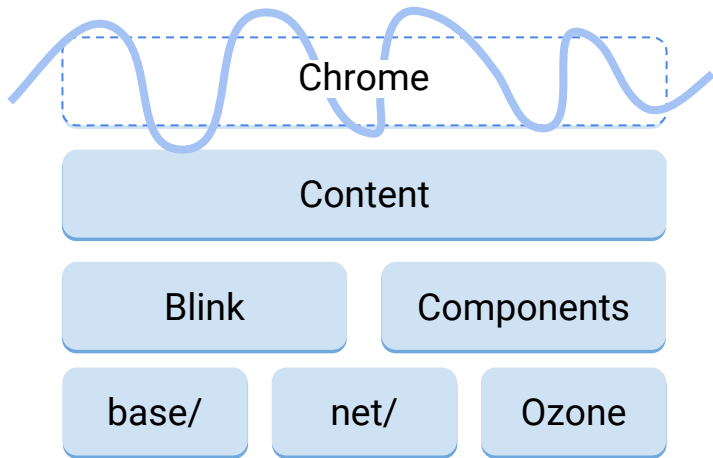 Chrome
Content
Blink
Components
base/
net/
Ozone